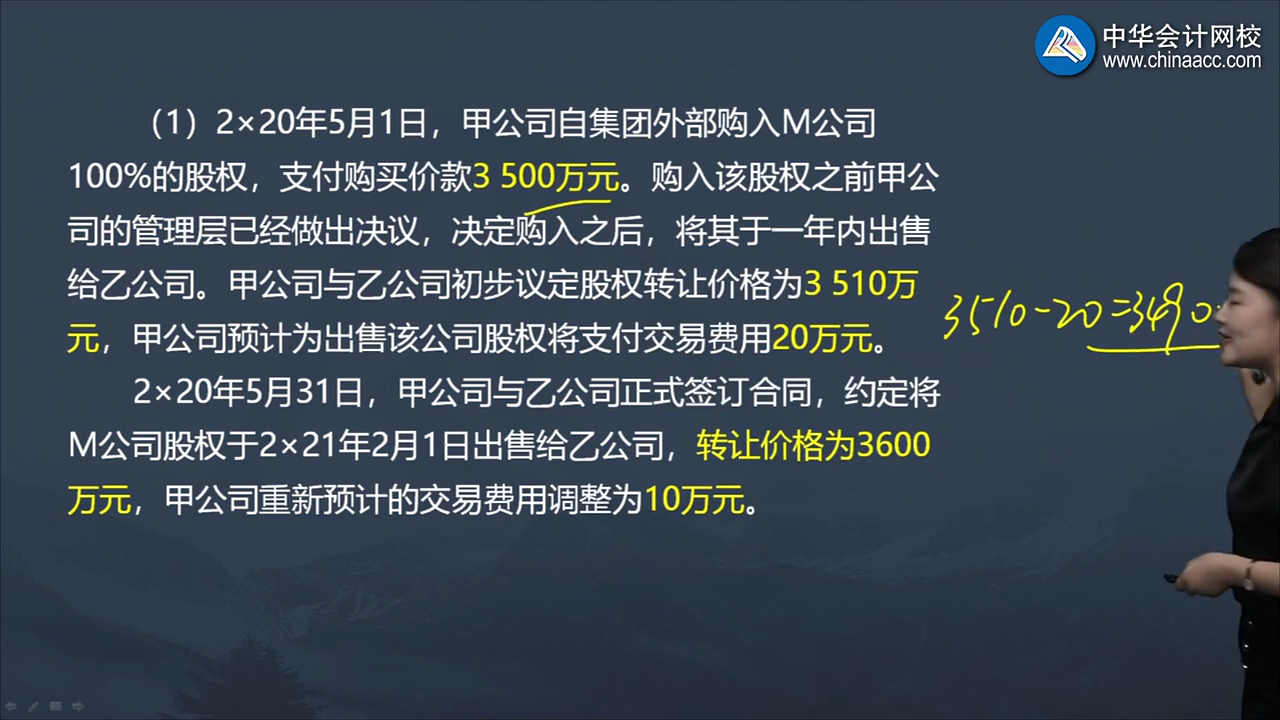 中华会计网校
www.chinaacc.com
（1）2×20年5月1日，甲公司自集团外部购入M公司
100%的股权，支付购买价款3 500万元。购入该股权之前甲公
司的管理层已经做出决议，决定购入之后，将其于一年内出售
给乙公司。甲公司与乙公司初步议定股权转让价格为3 510万
元，甲公司预计为出售该公司股权将支付交易费用20万元。
3510-20=3490
2×20年5月31日，甲公司与乙公司正式签订合同，约定将
M公司股权于2×21年2月1日出售给乙公司，转让价格为3600
万元，甲公司重新预计的交易费用调整为10万元。